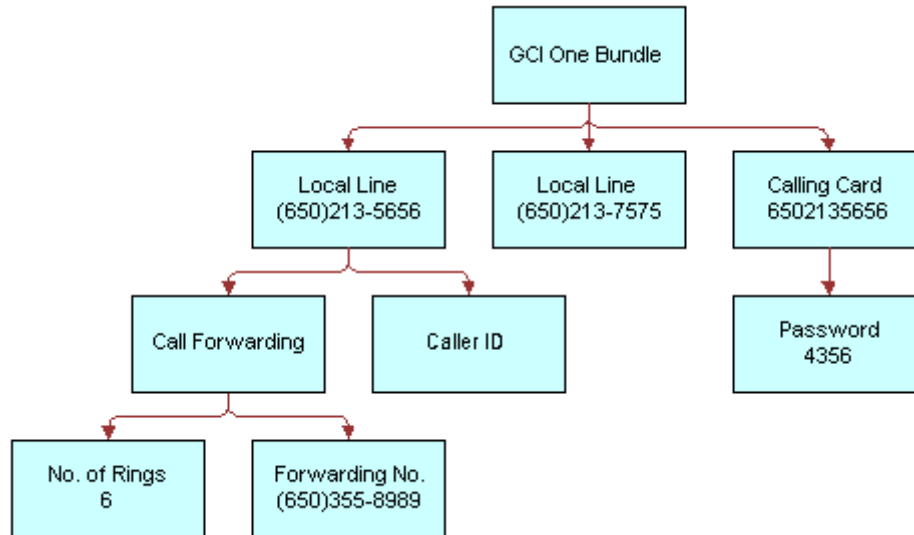 GCI One Bundle
Local Line
(650)213-5656
Local Line
(650)213-7575
Calling Card
6502135656
Call Forwarding
Caller ID
Password
4356
No. of Rings
6
Forwarding No.
(650)355-8989